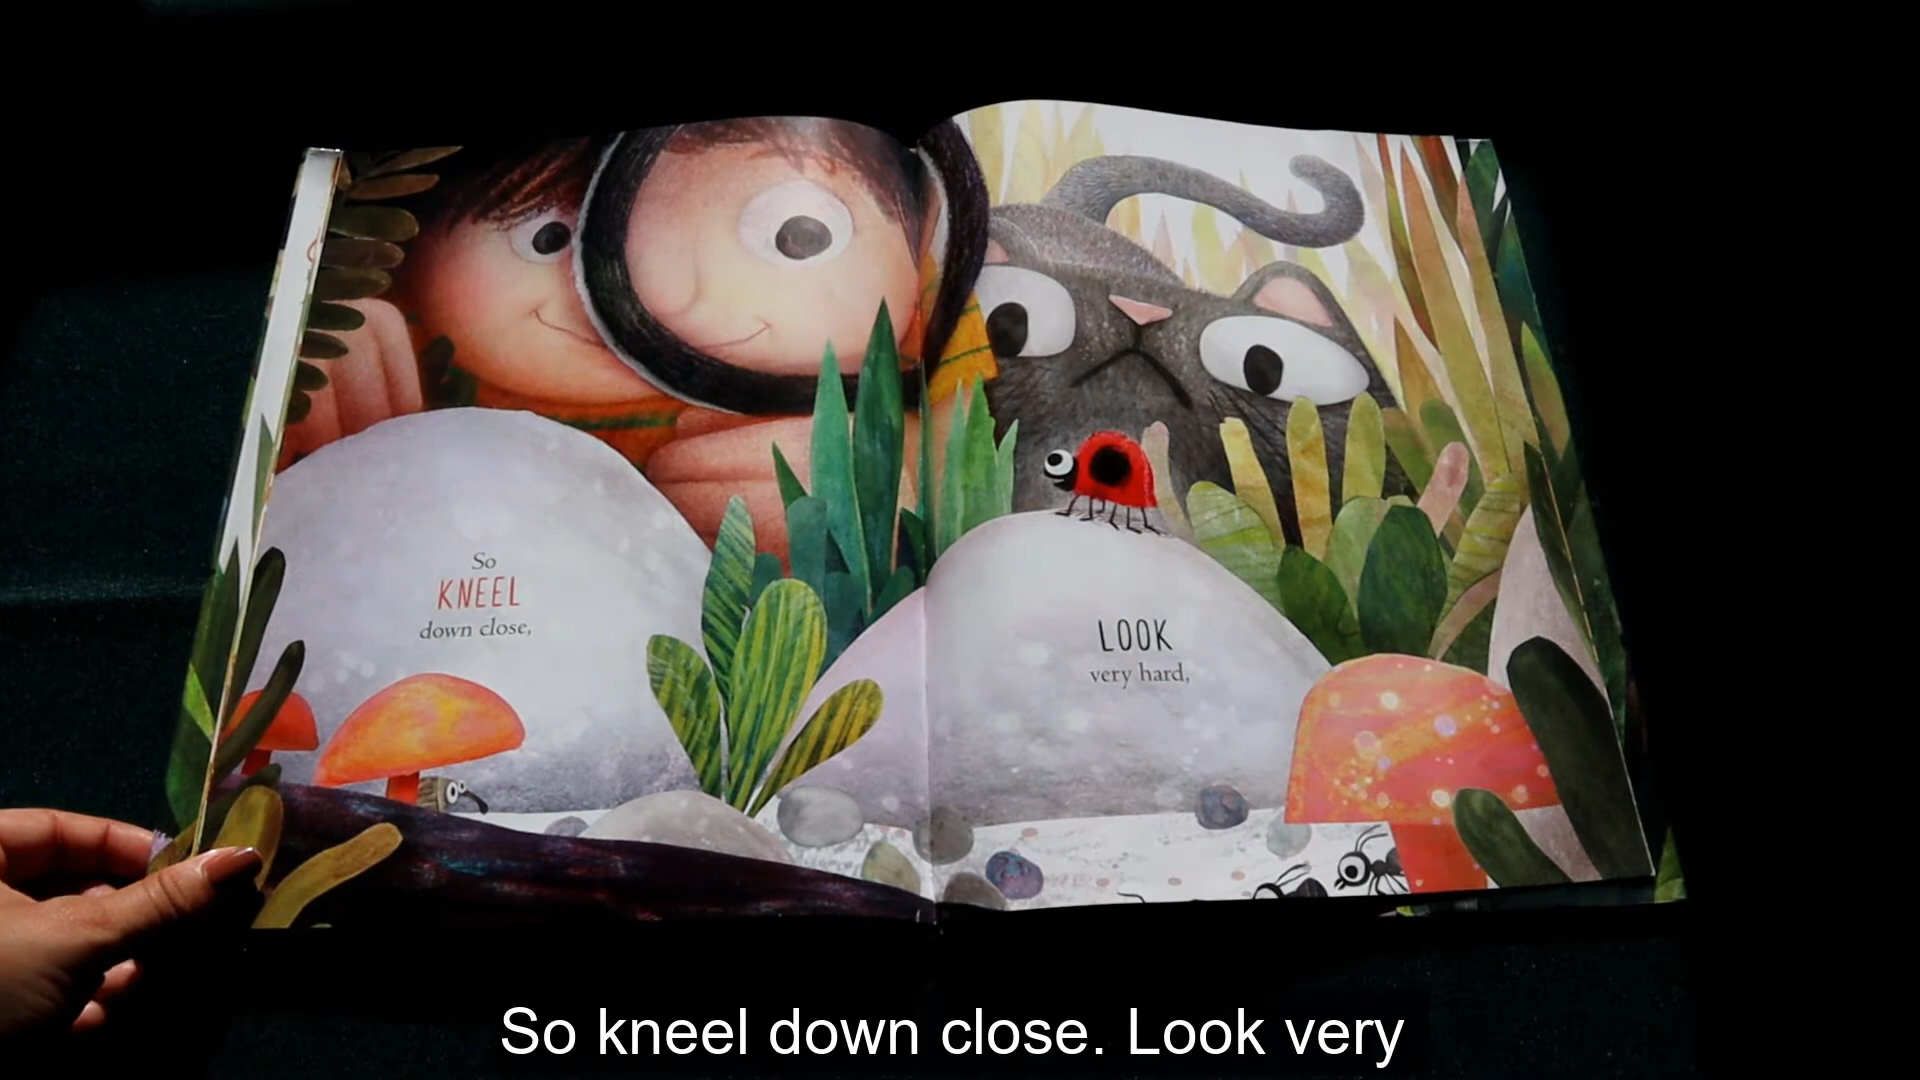 So
KNEEL
down close,
LOOK
very hard,
So kneel down close. Look very